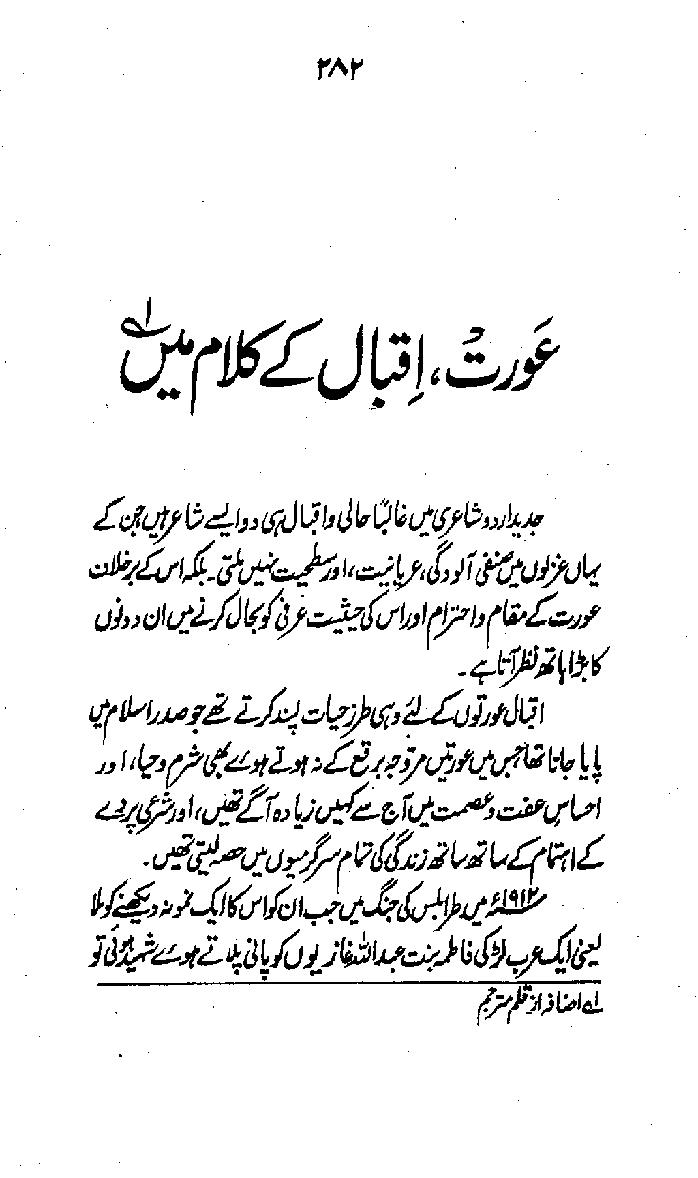 ۲۸۲
عورت، اِقبال کے کلام میں ؎۱
جدید اردو شاعری میں غالباً حالی و اقبال ہی دو ایسے شاعر ہیں جن کے
یہاں غزلوں میں صنفی آلودگی، عریانیت، اور سطحیت نہیں ملتی۔ بلکہ اس کے برخلاف
عورت کے مقام و احترام اور اس کی حیثیت عرفی کو بحال کرنے میں ان دونوں
کا بڑا ہاتھ نظر آتا ہے۔
اقبال عورتوں کے لئے وہی طرز حیات پسند کرتے تھے جو صدر اسلام میں
پایا جاتا تھا جس میں عورتیں مروّجہ برقع کے نہ ہوتے ہوے بھی شرم و حیا، اور
احساس عفت و عصمت میں آج سے کہیں زیادہ آگے تھیں، اور شرعی پردے
کے اہتمام کے ساتھ ساتھ زندگی کی تمام سرگرمیوں میں حصہ لیتی تھیں۔
۱۹۱۲ء میں طرابلس کی جنگ میں جب ان کو اس کا ایک نمونہ دیکھنے کو ملا
یعنی ایک عرب لڑکی فاطمہ بنت عبداللہ غازیوں کو پانی پلاتے ہوے شہید ہوئی تو
؎۱ اضافہ از قلم مترجم